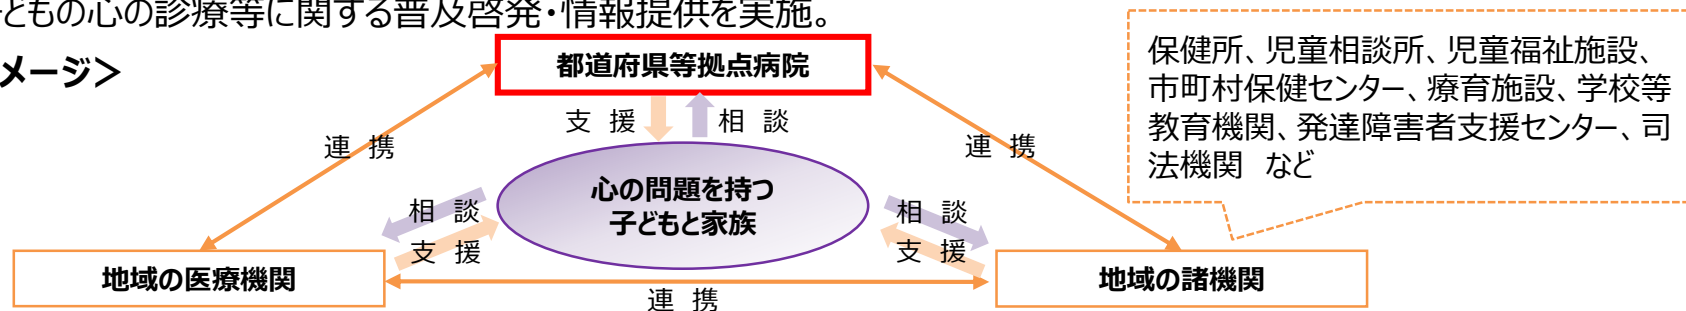 どもの心の診療等に関する普及啓発・情報提供を実施。
メージ＞
都道府県等拠点病院
保健所、児童相談所、児童福祉施設、
市町村保健センター、療育施設、学校等
教育機関、発達障害者支援センター、司
法機関　など
支 援
相 談
連 携
連 携
心の問題を持つ
子どもと家族
相 談
支 援
相 談
支 援
地域の医療機関
地域の諸機関
連 携